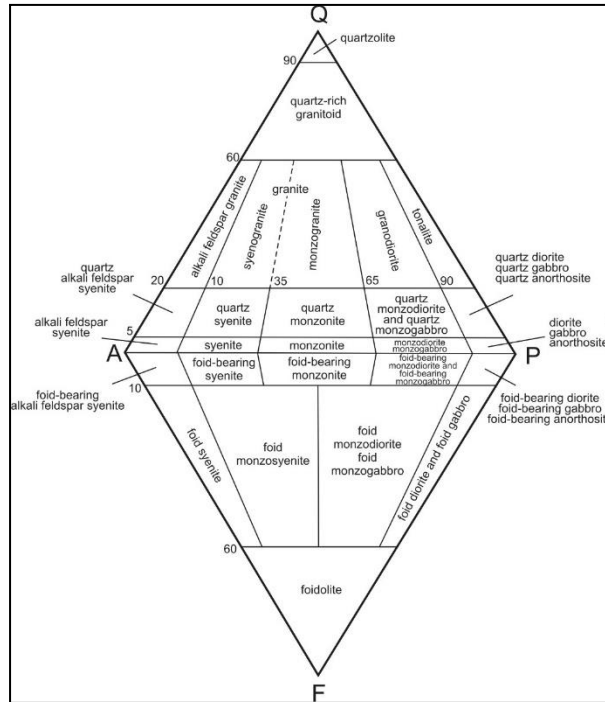 Q
quartzolite
90
quartz-rich
granitoid
60
alkali feldspar granite
granite
syenogranite
monzogranite
granodiorite
tonalite
quartz
alkali feldspar
syenite
20
10
35
65
90
quartz diorite
quartz gabbro
quartz anorthosite
quartz
syenite
quartz
monzonite
quartz
monzodiorite
and quartz
monzogabbro
alkali feldspar
syenite
5
syenite
monzonite
monzodiorite
monzogabbro
diorite
gabbro
anorthosite
A
P
foid-bearing
syenite
foid-bearing
monzonite
foid-bearing
monzodiorite and
foid-bearing
monzogabbro
10
foid-bearing
alkali feldspar syenite
foid-bearing diorite
foid-bearing gabbro
foid-bearing anorthosite
foid syenite
foid
monzosyenite
foid
monzodiorite
foid
monzogabbro
foid diorite and foid gabbro
60
foidolite
F